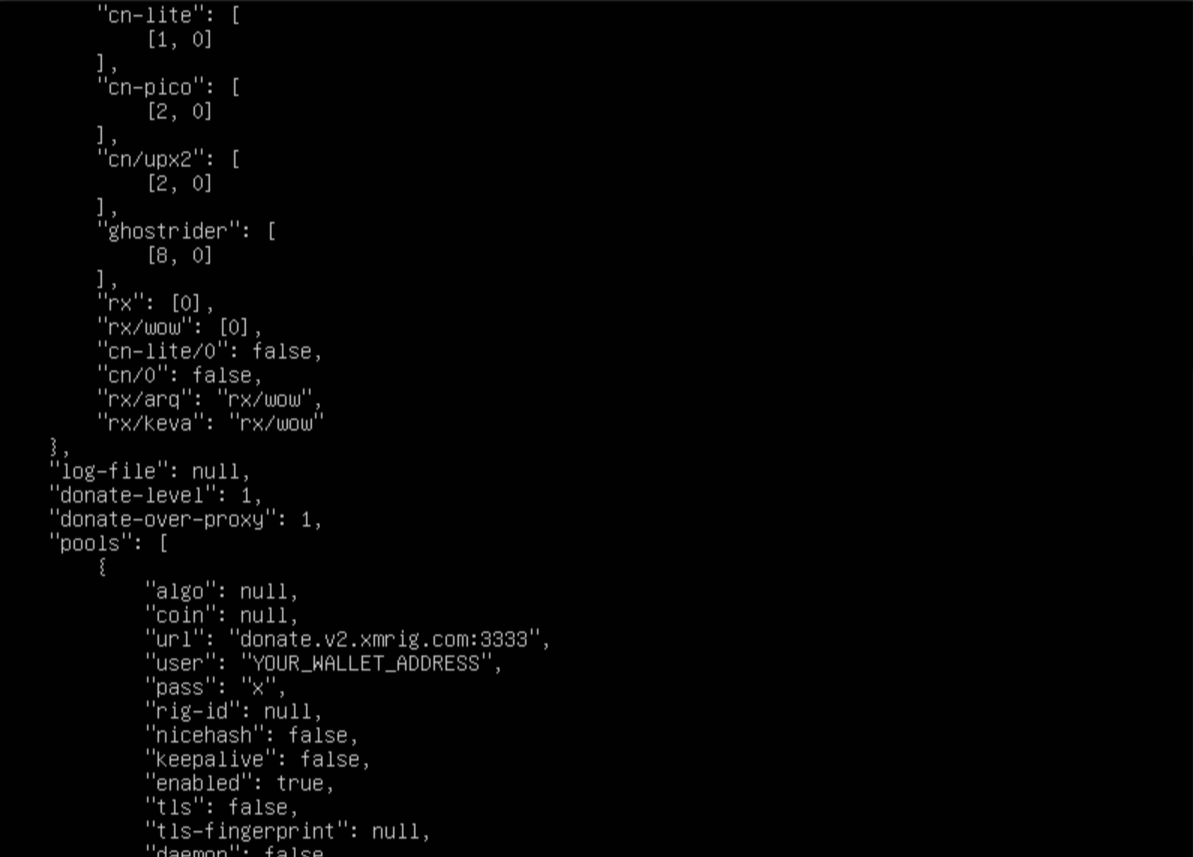 "cn-lite": [
[1, 0]
],
"cn-pico": [
[2, 0]
],
"cn/upx2": [
[2, 0]
],
"ghostrider": [
[8, 0]
],
"rx": [0],
"rx/wow": [0],
"cn-lite/0": false,
"cn/0": false,
"rx/arq": "rx/wow",
"rx/keva": "rx/wow"
},
"log-file": null,
"donate-level": 1,
"donate-over-proxy": 1,
"pools": [
{
"algo": null,
"coin": null,
"url": "donate.v2.xmrig.com:3333",
"user": "YOUR_WALLET_ADDRESS",
"pass": "x",
"rig-id": null,
"nicehash": false,
"keepalive": false,
"enabled": true,
"tls": false,
"tls-fingerprint": null,
"daemon": false